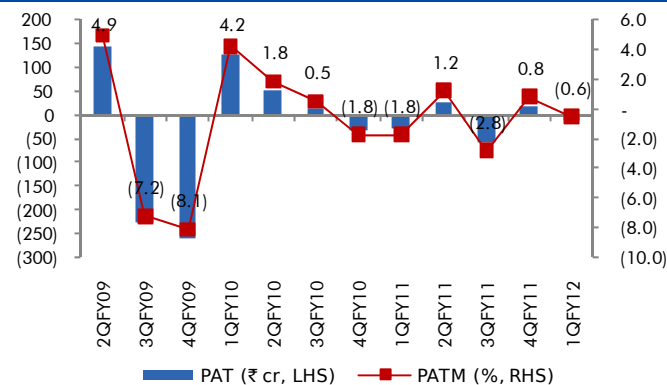 200
150
100
50
0
(50)
(100)
(150)
(200)
(250)
(300)
4.9
(7.2)
(8.1)
4.2
1.8
0.5
(1.8)
(1.8)
1.2
(2.8)
0.8
(0.6)
6.0
4.0
2.0
-
(2.0)
(4.0)
(6.0)
(8.0)
(10.0)
2QFY09
3QFY09
4QFY09
1QFY10
2QFY10
3QFY10
4QFY10
1QFY11
2QFY11
3QFY11
4QFY11
1QFY12
PAT (₹ cr, LHS)
PATM (%, RHS)